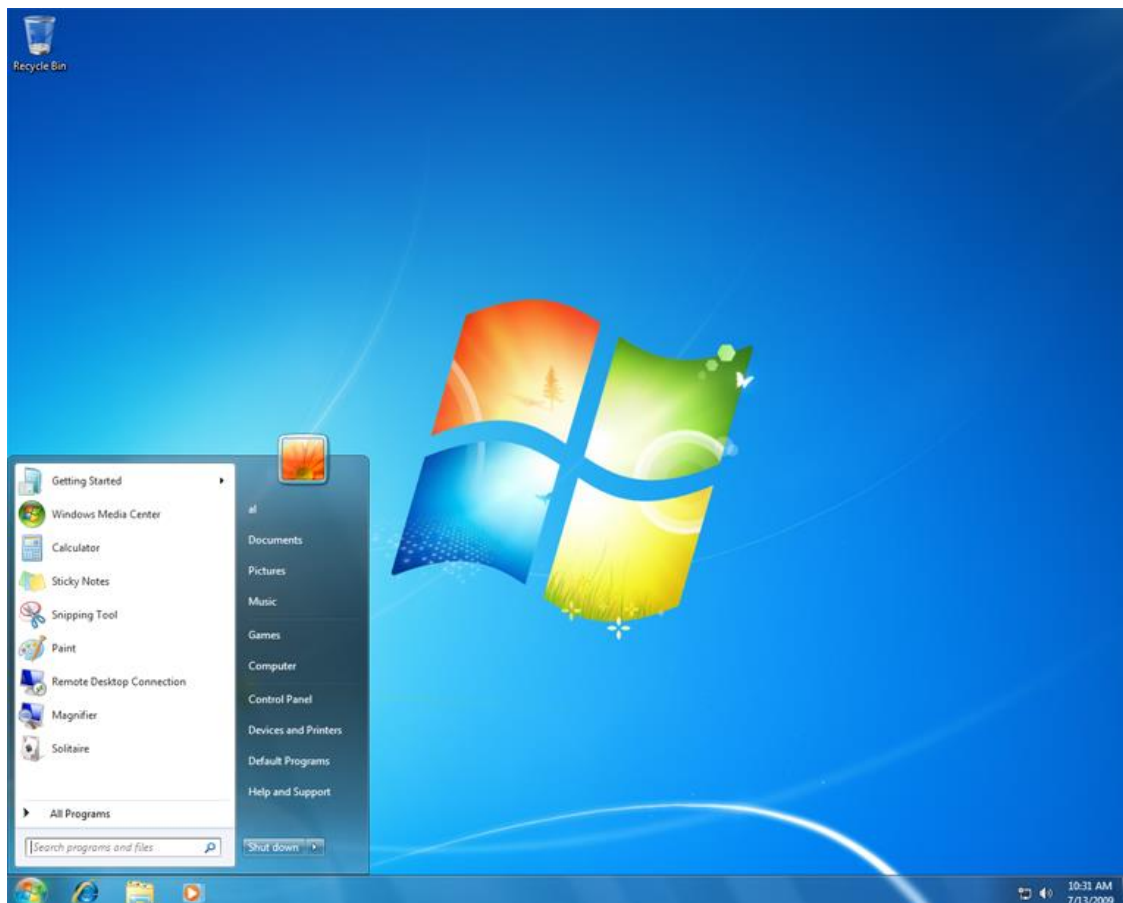 Recycle Bin
Getting Started
Windows Media Center
Calculator
Sticky Notes
Snipping Tool
Paint
Remote Desktop Connection
Magnifier
Solitaire
All Programs
Search programs and files
al
Documents
Pictures
Music
Games
Computer
Control Panel
Devices and Printers
Default Programs
Help and Support
Shut down
10:31 AM
7/13/2009